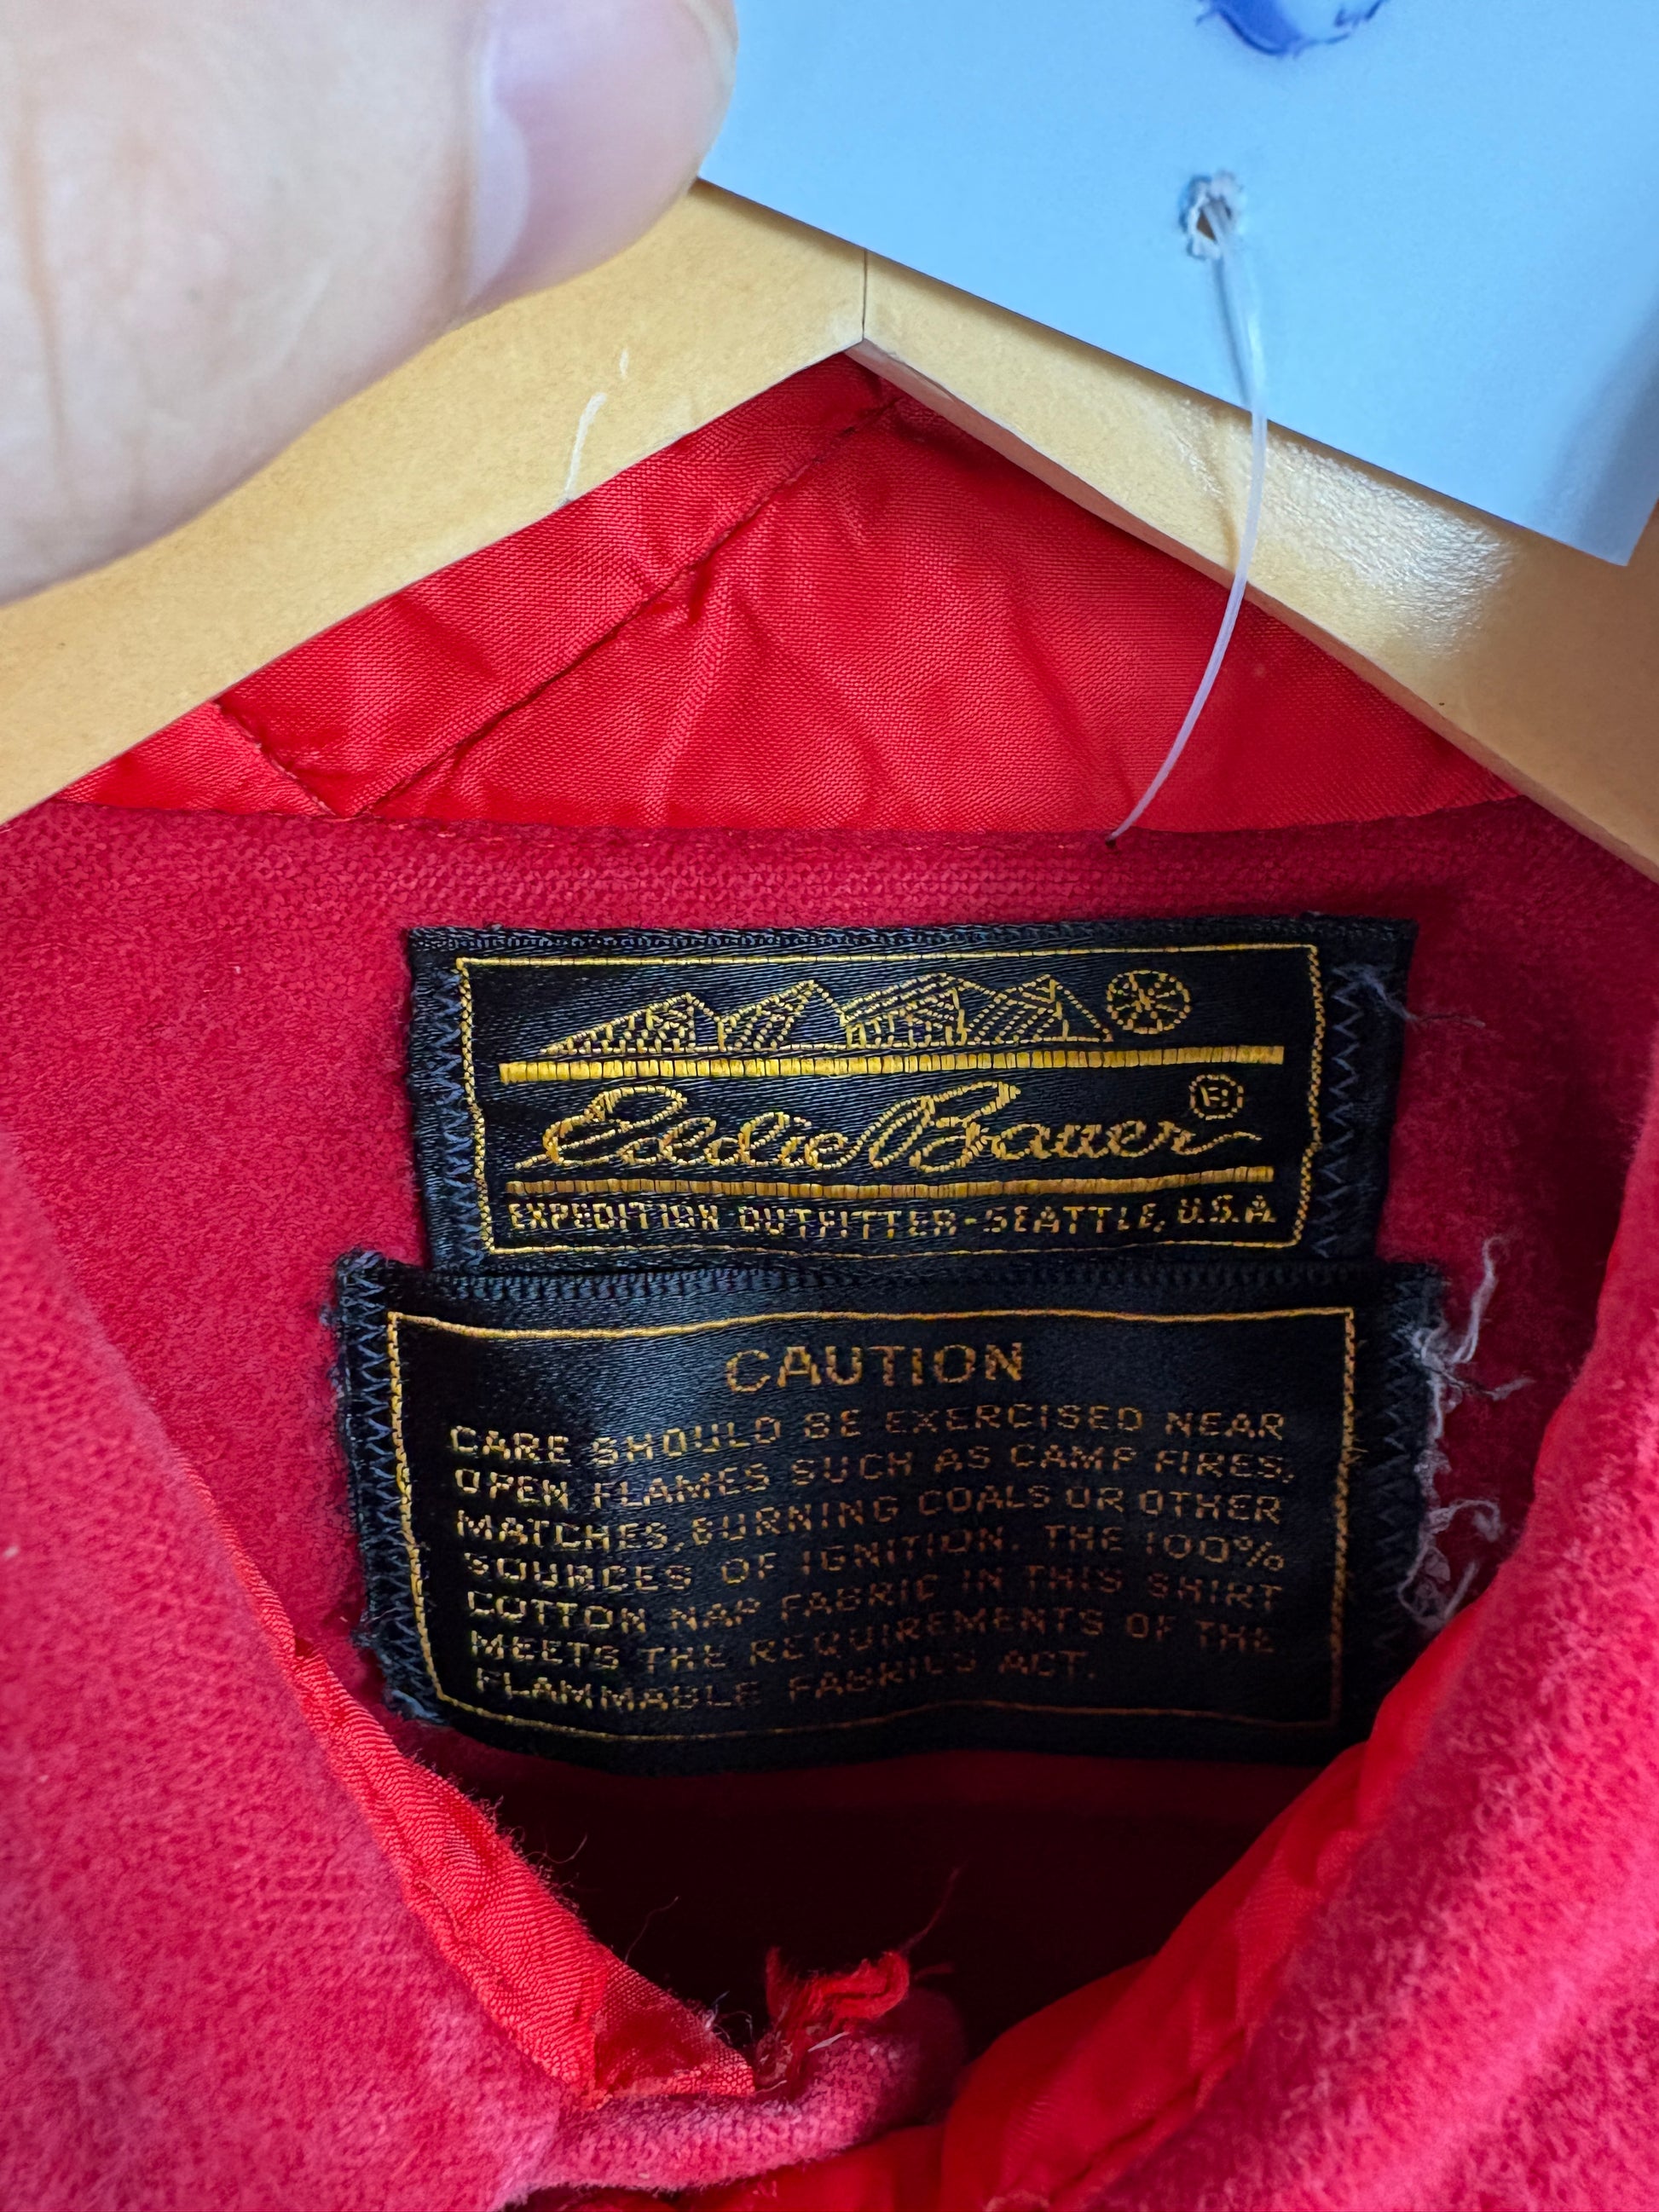 Eddie Bauer ®
EXPEDITION OUTFITTER-SEATTLE, U.S.A
CAUTION
CARE SHOULD BE EXERCISED NEAR
OPEN FLAMES SUCH AS CAMP FIRES,
MATCHES, BURNING COALS OR OTHER
SOURCES OF IGNITION. THE 100%
COTTON NAP FABRIC IN THIS SHIRT
MEETS THE REQUIREMENTS OF THE
FLAMMABLE FABRICS ACT.